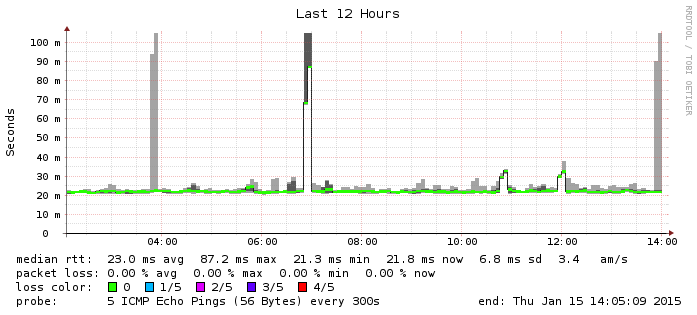 Last 12 Hours
RRDTOOL / TOBI OETIKER
Seconds
100 m
90 m
80 m
70 m
60 m
50 m
40 m
30 m
20 m
10 m
0
04:00 06:00 08:00 10:00 12:00 14:00
median rtt: 23.0 ms avg 87.2 ms max 21.3 ms min 21.8 ms now 6.8 ms sd 3.4 am/s
packet loss: 0.00 % avg 0.00 % max 0.00 % min 0.00 % now
loss color: 0 1/5 2/5 3/5 4/5
probe: 5 ICMP Echo Pings (56 Bytes) every 300s end: Thu Jan 15 14:05:09 2015